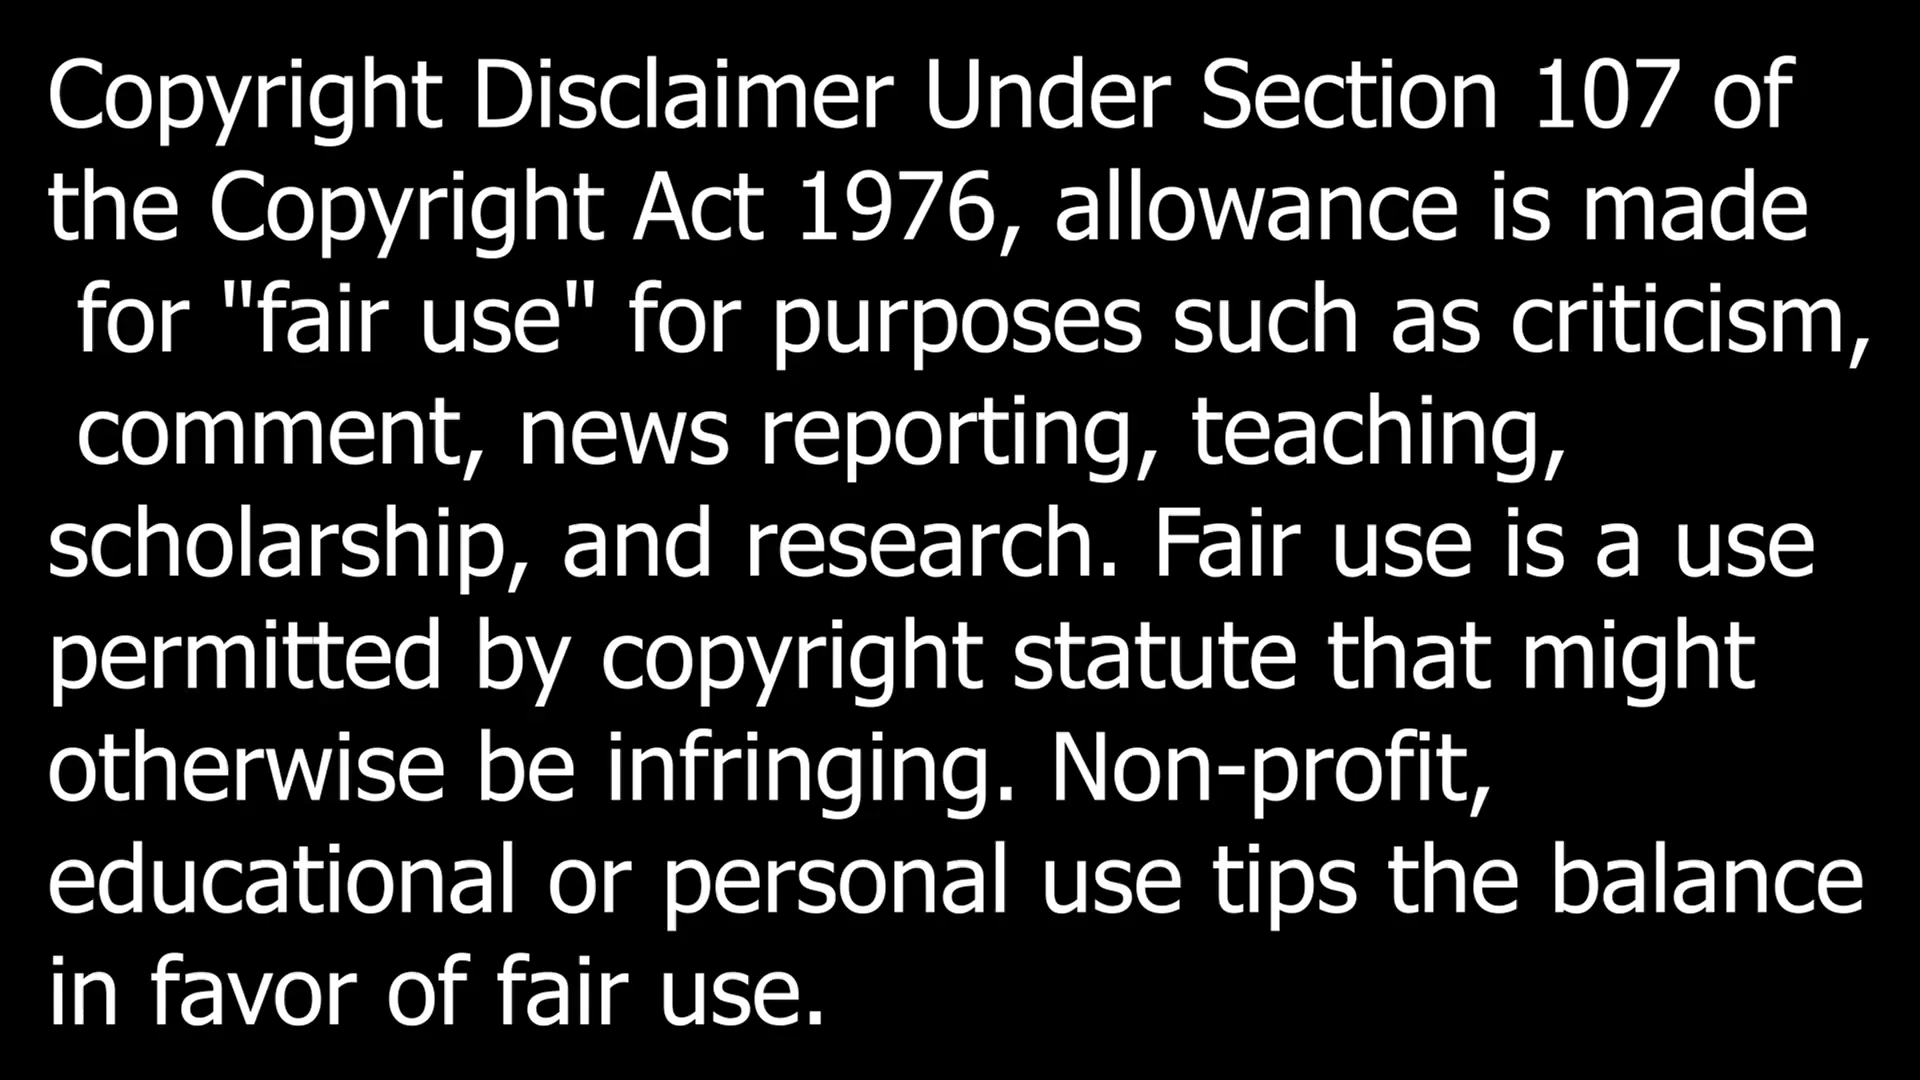 Copyright Disclaimer Under Section 107 of
the Copyright Act 1976, allowance is made
for "fair use" for purposes such as criticism,
comment, news reporting, teaching,
scholarship, and research. Fair use is a use
permitted by copyright statute that might
otherwise be infringing. Non-profit,
educational or personal use tips the balance
in favor of fair use.